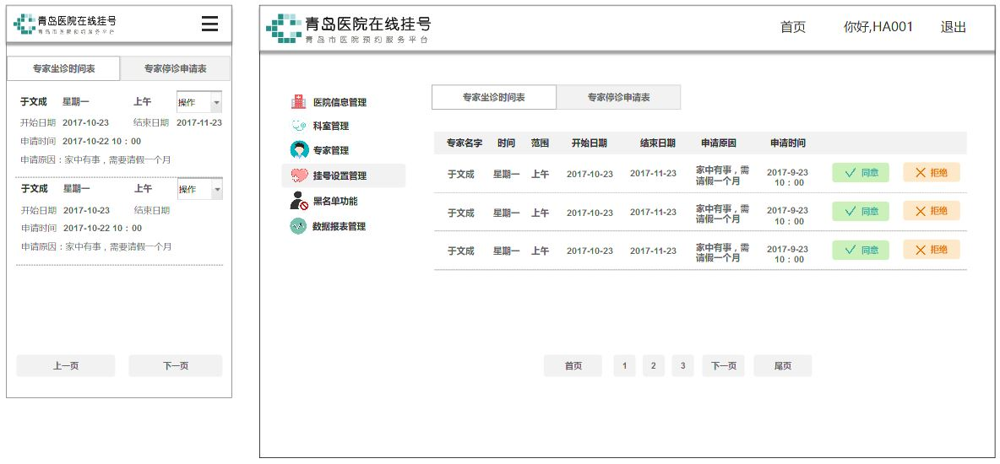 青岛医院在线挂号
青岛市医院预约服务平台
专家坐诊时间表 专家停诊申请表
于文成 星期一 上午 操作
开始日期 2017-10-23 结束日期 2017-11-23
申请时间 2017-10-22 10：00
申请原因：家中有事，需要请假一个月
于文成 星期一 上午 操作
开始日期 2017-10-23 结束日期
申请时间 2017-10-22 10：00
申请原因：家中有事，需要请假一个月
上一页 下一页
青岛医院在线挂号
青岛市医院预约服务平台
首页 你好,HA001 退出
医院信息管理
科室管理
专家管理
挂号设置管理
黑名单功能
数据报表管理
专家坐诊时间表 专家停诊申请表
专家名字 时间 范围 开始日期 结束日期 申请原因 申请时间
于文成 星期一 上午 2017-10-23 2017-11-23 家中有事，需 2017-9-23 同意 拒绝
请假一个月 10：00
于文成 星期一 上午 2017-10-23 2017-11-23 家中有事，需 2017-9-23 同意 拒绝
请假一个月 10：00
于文成 星期一 上午 2017-10-23 2017-11-23 家中有事，需 2017-9-23 同意 拒绝
请假一个月 10：00
首页 1 2 3 下一页 尾页